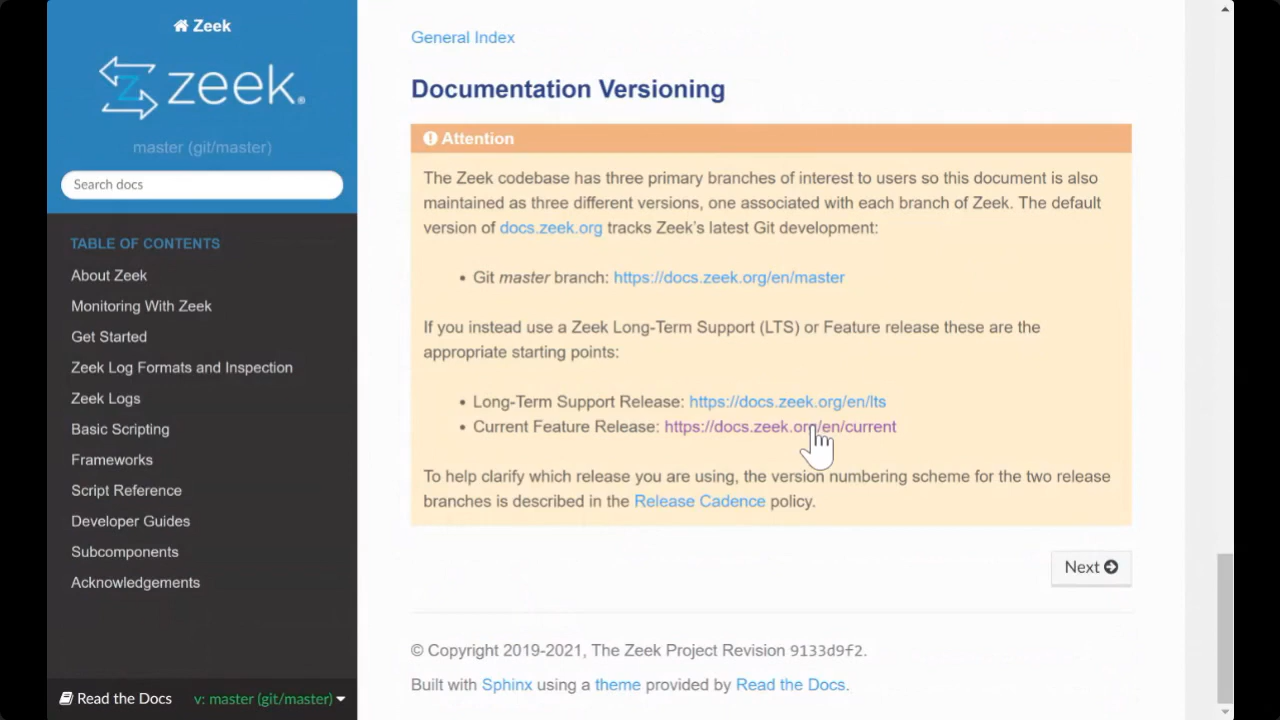 Zeek
zeek®
master (git/master)
Search docs
TABLE OF CONTENTS
About Zeek
Monitoring With Zeek
Get Started
Zeek Log Formats and Inspection
Zeek Logs
Basic Scripting
Frameworks
Script Reference
Developer Guides
Subcomponents
Acknowledgements
Read the Docs v: master (git/master)
General Index
Documentation Versioning
Attention
The Zeek codebase has three primary branches of interest to users so this document is also
maintained as three different versions, one associated with each branch of Zeek. The default
version of docs.zeek.org tracks Zeek's latest Git development:
• Git master branch: https://docs.zeek.org/en/master
If you instead use a Zeek Long-Term Support (LTS) or Feature release these are the
appropriate starting points:
• Long-Term Support Release: https://docs.zeek.org/en/lts
• Current Feature Release: https://docs.zeek.org/en/current
To help clarify which release you are using, the version numbering scheme for the two release
branches is described in the Release Cadence policy.
Next
© Copyright 2019-2021, The Zeek Project Revision 9133d9f2.
Built with Sphinx using a theme provided by Read the Docs.